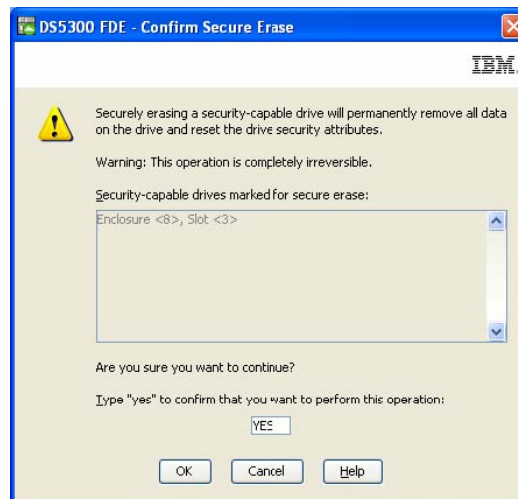 DS5300 FDE - Confirm Secure Erase
IBM.
Securely erasing a security-capable drive will permanently remove all data
on the drive and reset the drive security attributes.
Warning: This operation is completely irreversible.
Security-capable drives marked for secure erase:
Enclosure <8>, Slot <3>
Are you sure you want to continue?
Type "yes" to confirm that you want to perform this operation:
YES
OK
Cancel
Help